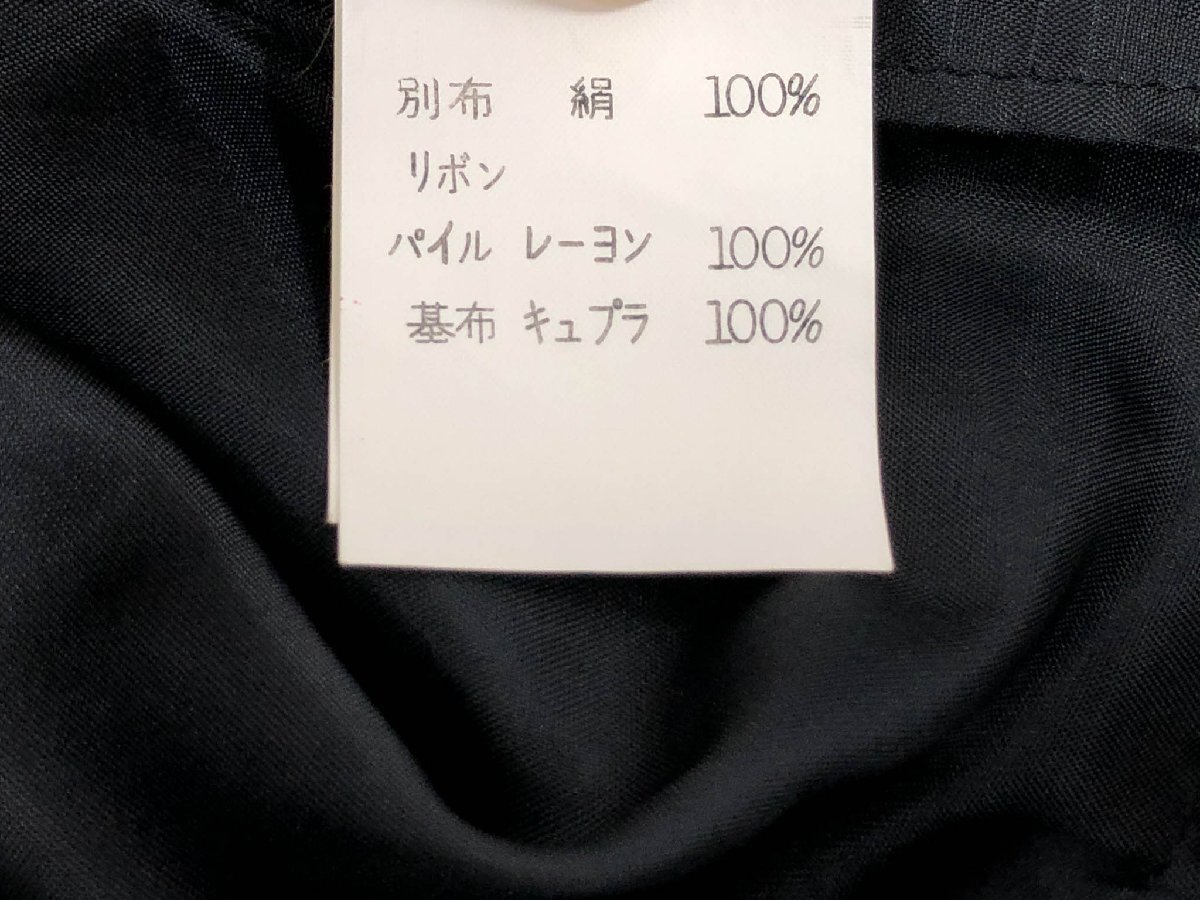 別布 絹 100%
リボン
パイル レーヨン 100%
基布 キュプラ 100%